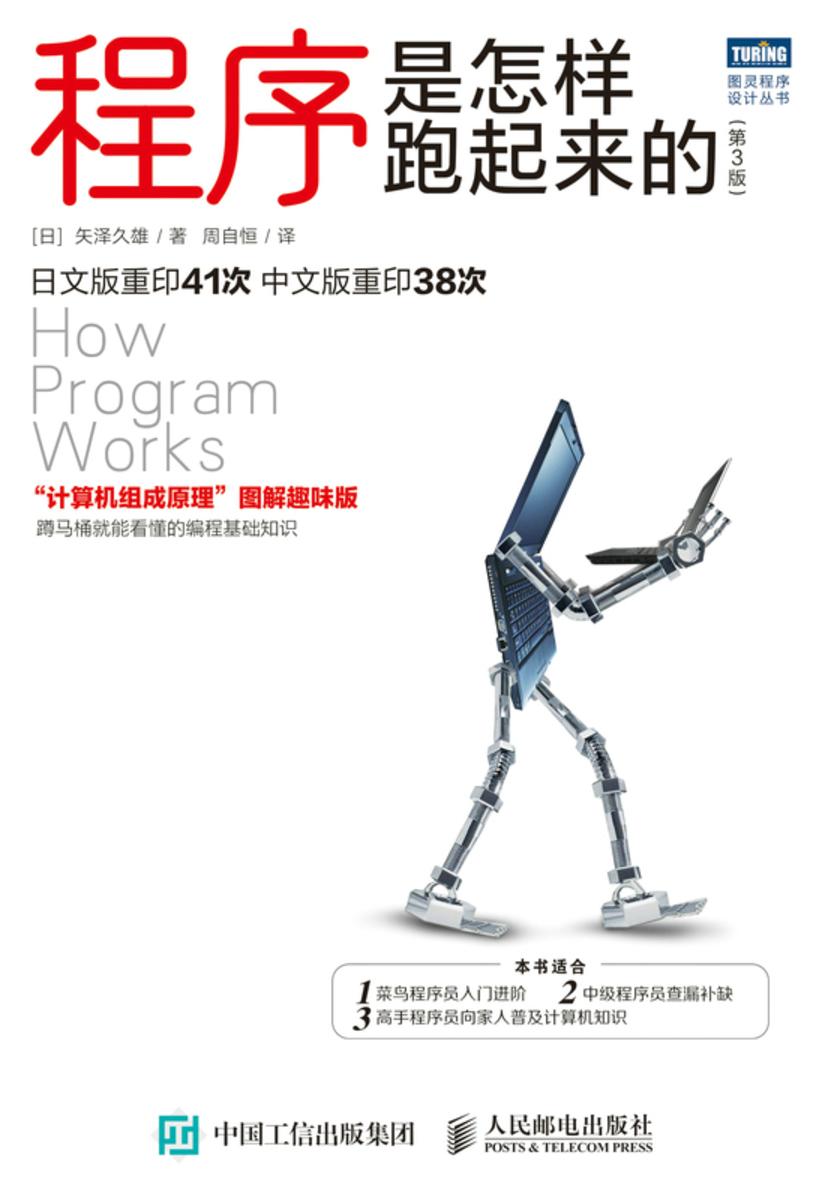 程序是怎样跑起来的
(第3版)
TURING
图灵程序
设计丛书
[日] 矢泽久雄 / 著 周自恒 / 译
日文版重印41次 中文版重印38次
How
Program
Works
“计算机组成原理”图解趣味版
蹲马桶就能看懂的编程基础知识
本书适合
1 菜鸟程序员入门进阶 2 中级程序员查漏补缺
3 高手程序员向家人普及计算机知识
中国工信出版集团
人民邮电出版社
POSTS & TELECOM PRESS